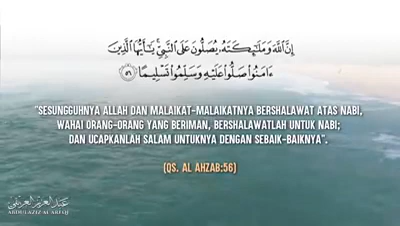 إِنَّ ٱللَّهَ وَمَلَـٰٓئِكَتَهُۥ يُصَلُّونَ عَلَى ٱلنَّبِىِّ ۚ يَـٰٓأَيُّهَا ٱلَّذِينَ
ءَامَنُوا۟ صَلُّوا۟ عَلَيْهِ وَسَلِّمُوا۟ تَسْلِيمًا ۝٥٦
"SESUNGGUHNYA ALLAH DAN MALAIKAT-MALAIKATNYA BERSHALAWAT ATAS NABI,
WAHAI ORANG-ORANG YANG BERIMAN, BERSHALAWATLAH UNTUK NABI;
DAN UCAPKANLAH SALAM UNTUKNYA DENGAN SEBAIK-BAIKNYA".
(QS. AL AHZAB:56)
عبد العزيز العريفي
ABDULAZIZ AL AREQE